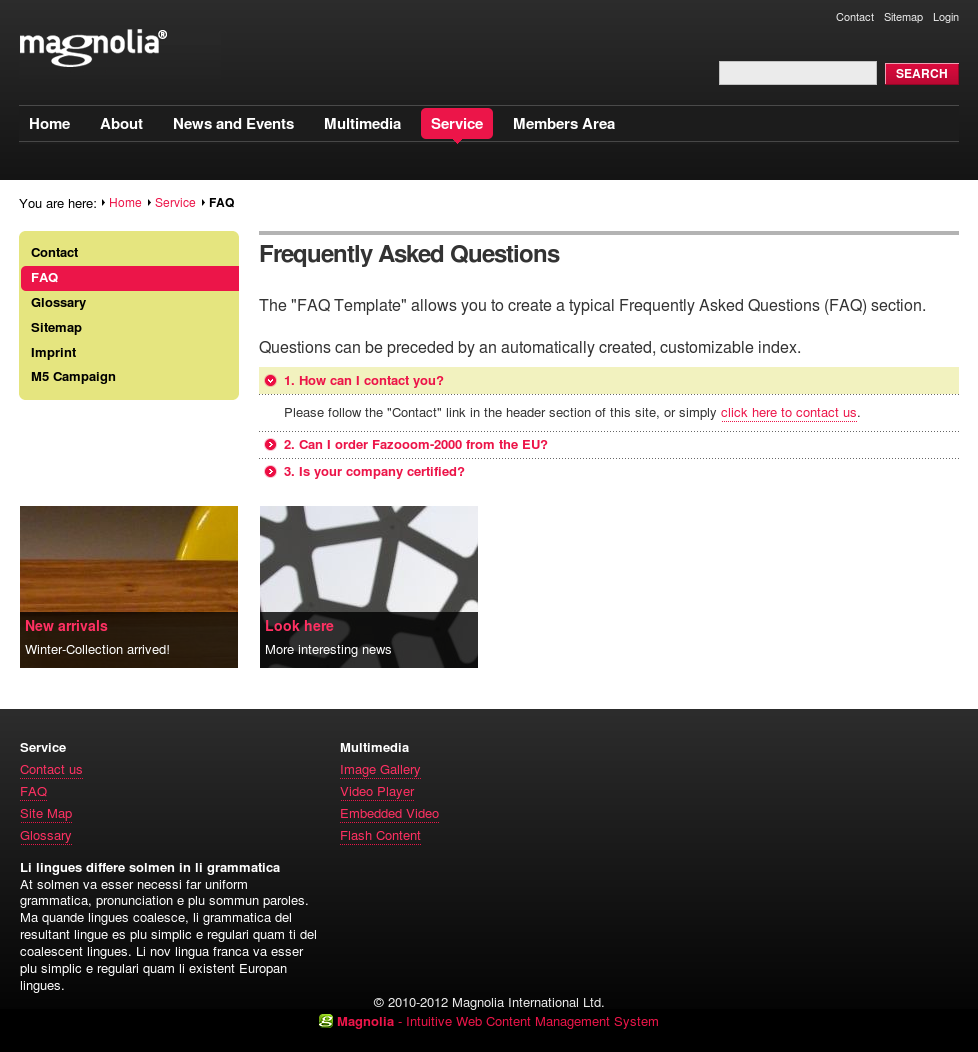 Contact Sitemap Login
magnolia®
SEARCH
Home About News and Events Multimedia Service Members Area
You are here: Home Service FAQ
Contact
FAQ
Glossary
Sitemap
Imprint
M5 Campaign
Frequently Asked Questions
The "FAQ Template" allows you to create a typical Frequently Asked Questions (FAQ) section.
Questions can be preceded by an automatically created, customizable index.
1. How can I contact you?
Please follow the "Contact" link in the header section of this site, or simply click here to contact us.
2. Can I order Fazooom-2000 from the EU?
3. Is your company certified?
New arrivals
Winter-Collection arrived!
Look here
More interesting news
Service
Contact us
FAQ
Site Map
Glossary
Multimedia
Image Gallery
Video Player
Embedded Video
Flash Content
Li lingues differe solmen in li grammatica
At solmen va esser necessi far uniform
grammatica, pronunciation e plu sommun paroles.
Ma quande lingues coalesce, li grammatica del
resultant lingue es plu simplic e regulari quam ti del
coalescent lingues. Li nov lingua franca va esser
plu simplic e regulari quam li existent Europan
lingues.
© 2010-2012 Magnolia International Ltd.
Magnolia - Intuitive Web Content Management System